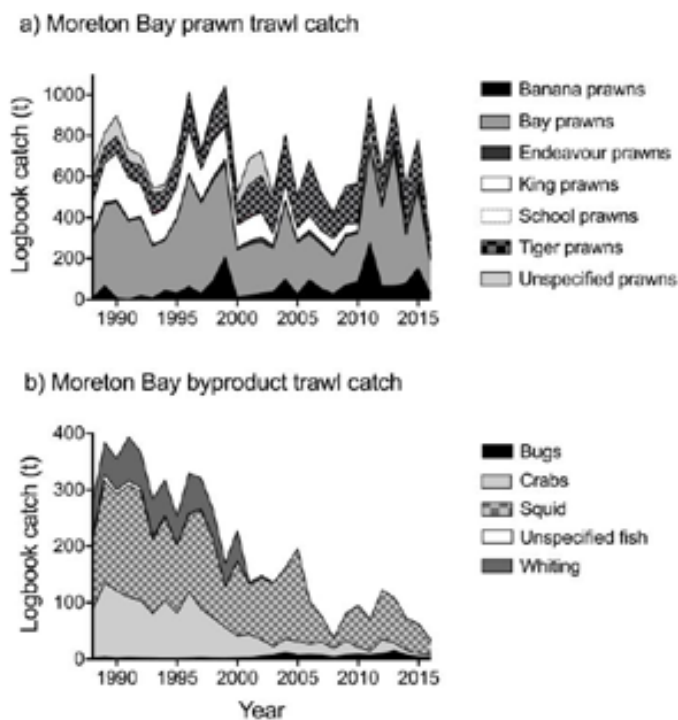 a) Moreton Bay prawn trawl catch
Logbook catch (t)
1000
800
600
400
200
0
1990
1995
2000
2005
2010
2015
Banana prawns
Bay prawns
Endeavour prawns
King prawns
School prawns
Tiger prawns
Unspecified prawns
b) Moreton Bay byproduct trawl catch
Logbook catch (t)
400
300
200
100
0
1990
1995
2000
2005
2010
2015
Year
Bugs
Crabs
Squid
Unspecified fish
Whiting